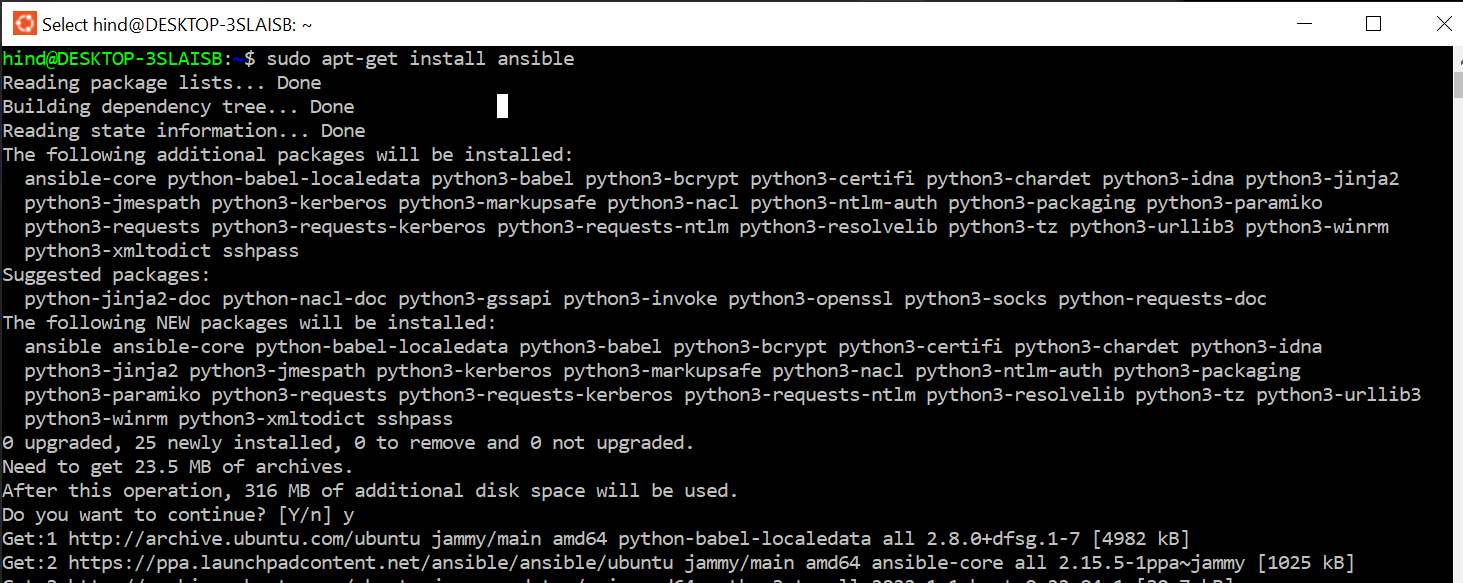 Select hind@DESKTOP-3SLAISB: ~
hind@DESKTOP-3SLAISB:~$ sudo apt-get install ansible
Reading package lists... Done
Building dependency tree... Done
Reading state information... Done
The following additional packages will be installed:
  ansible-core python-babel-localedata python3-babel python3-bcrypt python3-certifi python3-chardet python3-idna python3-jinja2
  python3-jmespath python3-kerberos python3-markupsafe python3-nacl python3-ntlm-auth python3-packaging python3-paramiko
  python3-requests python3-requests-kerberos python3-requests-ntlm python3-resolvelib python3-tz python3-urllib3 python3-winrm
  python3-xmltodict sshpass
Suggested packages:
  python-jinja2-doc python-nacl-doc python3-gssapi python3-invoke python3-openssl python3-socks python-requests-doc
The following NEW packages will be installed:
  ansible ansible-core python-babel-localedata python3-babel python3-bcrypt python3-certifi python3-chardet python3-idna
  python3-jinja2 python3-jmespath python3-kerberos python3-markupsafe python3-nacl python3-ntlm-auth python3-packaging
  python3-paramiko python3-requests python3-requests-kerberos python3-requests-ntlm python3-resolvelib python3-tz python3-urllib3
  python3-winrm python3-xmltodict sshpass
0 upgraded, 25 newly installed, 0 to remove and 0 not upgraded.
Need to get 23.5 MB of archives.
After this operation, 316 MB of additional disk space will be used.
Do you want to continue? [Y/n] y
Get:1 http://archive.ubuntu.com/ubuntu jammy/main amd64 python-babel-localedata all 2.8.0+dfsg.1-7 [4982 kB]
Get:2 https://ppa.launchpadcontent.net/ansible/ansible/ubuntu jammy/main amd64 ansible-core all 2.15.5-1ppa~jammy [1025 kB]